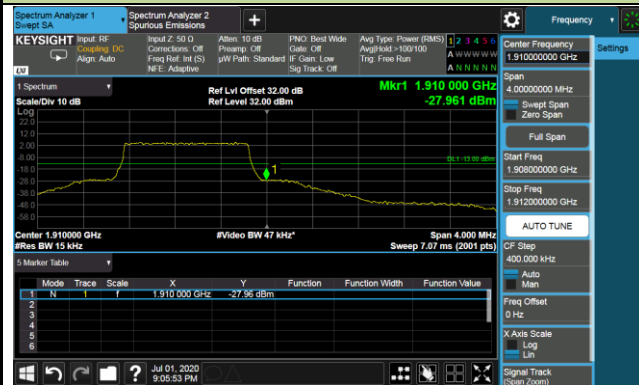 Spectrum Analyzer 1
Swept SA
Spectrum Analyzer 2
Spurious Emissions
Frequency
KEYSIGHT
Input: RF
Coupling: DC
Align: Auto
Input Z: 50 Ω
Corrections: Off
Freq Ref: Int (S)
NFE: Adaptive
Atten: 10 dB
Preamp: Off
µW Path: Standard
PNO: Best Wide
Gate: Off
IF Gain: Low
Sig Track: Off
Avg Type: Power (RMS)
Avg|Hold:>100/100
Trig: Free Run
1 2 3 4 5 6
A W W W W W
A N N N N N
LXI
1 Spectrum
Scale/Div 10 dB
Log
Ref Lvl Offset 32.00 dB
Ref Level 32.00 dBm
Mkr1 1.910 000 GHz
-27.961 dBm
22.0
12.0
2.00
-8.00
-18.0
-28.0
-38.0
-48.0
-58.0
DL1 -13.00 dBm
1
Center 1.910000 GHz
#Res BW 15 kHz
#Video BW 47 kHz*
Span 4.000 MHz
Sweep 7.07 ms (2001 pts)
5 Marker Table
Mode Trace Scale X Y Function Function Width Function Value
1 N 1 f 1.910 000 GHz -27.96 dBm
2
3
4
5
6
Jul 01, 2020
9:05:53 PM
Center Frequency
1.910000000 GHz
Settings
Span
4.00000000 MHz
Swept Span
Zero Span
Full Span
Start Freq
1.908000000 GHz
Stop Freq
1.912000000 GHz
AUTO TUNE
CF Step
400.000 kHz
Auto
Man
Freq Offset
0 Hz
X Axis Scale
Log
Lin
Signal Track
(Span Zoom)